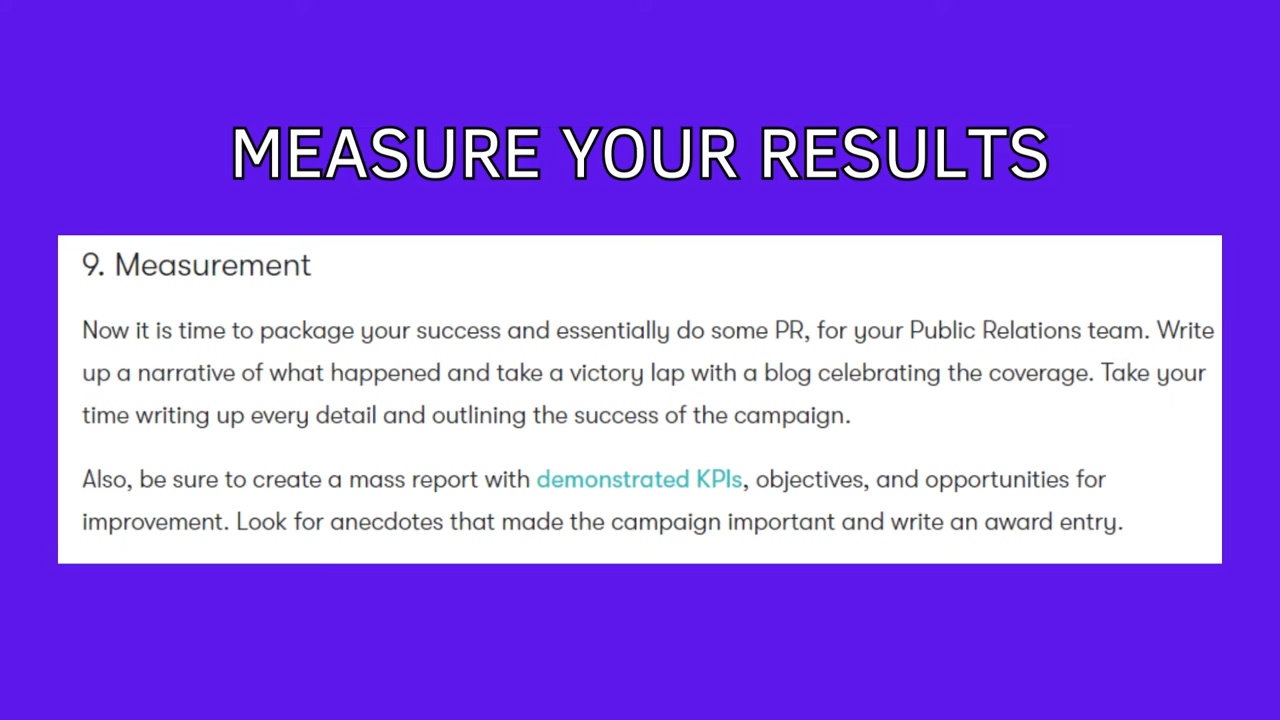 MEASURE YOUR RESULTS
9. Measurement
Now it is time to package your success and essentially do some PR, for your Public Relations team. Write
up a narrative of what happened and take a victory lap with a blog celebrating the coverage. Take your
time writing up every detail and outlining the success of the campaign.
Also, be sure to create a mass report with demonstrated KPIs, objectives, and opportunities for
improvement. Look for anecdotes that made the campaign important and write an award entry.